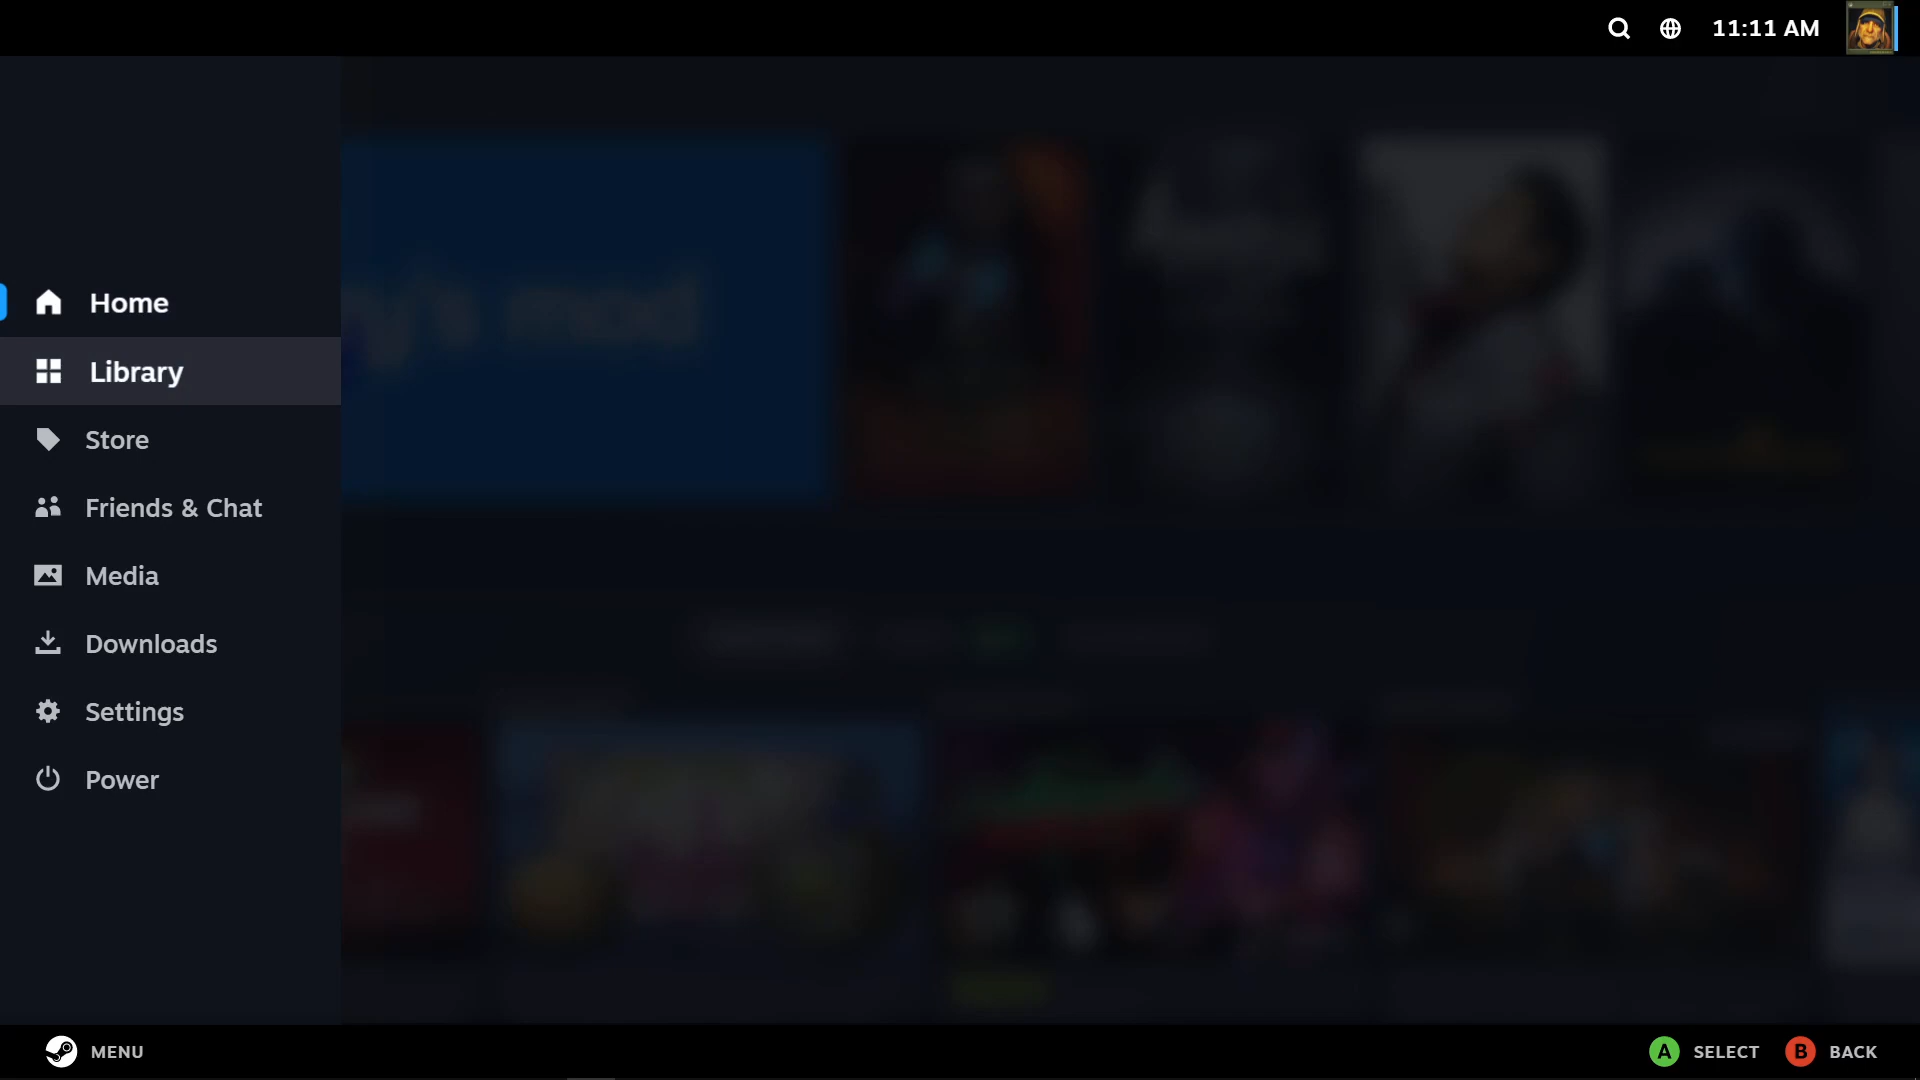 11:11 AM
Home
Library
Store
Friends & Chat
Media
Downloads
Settings
Power
MENU
A SELECT B BACK